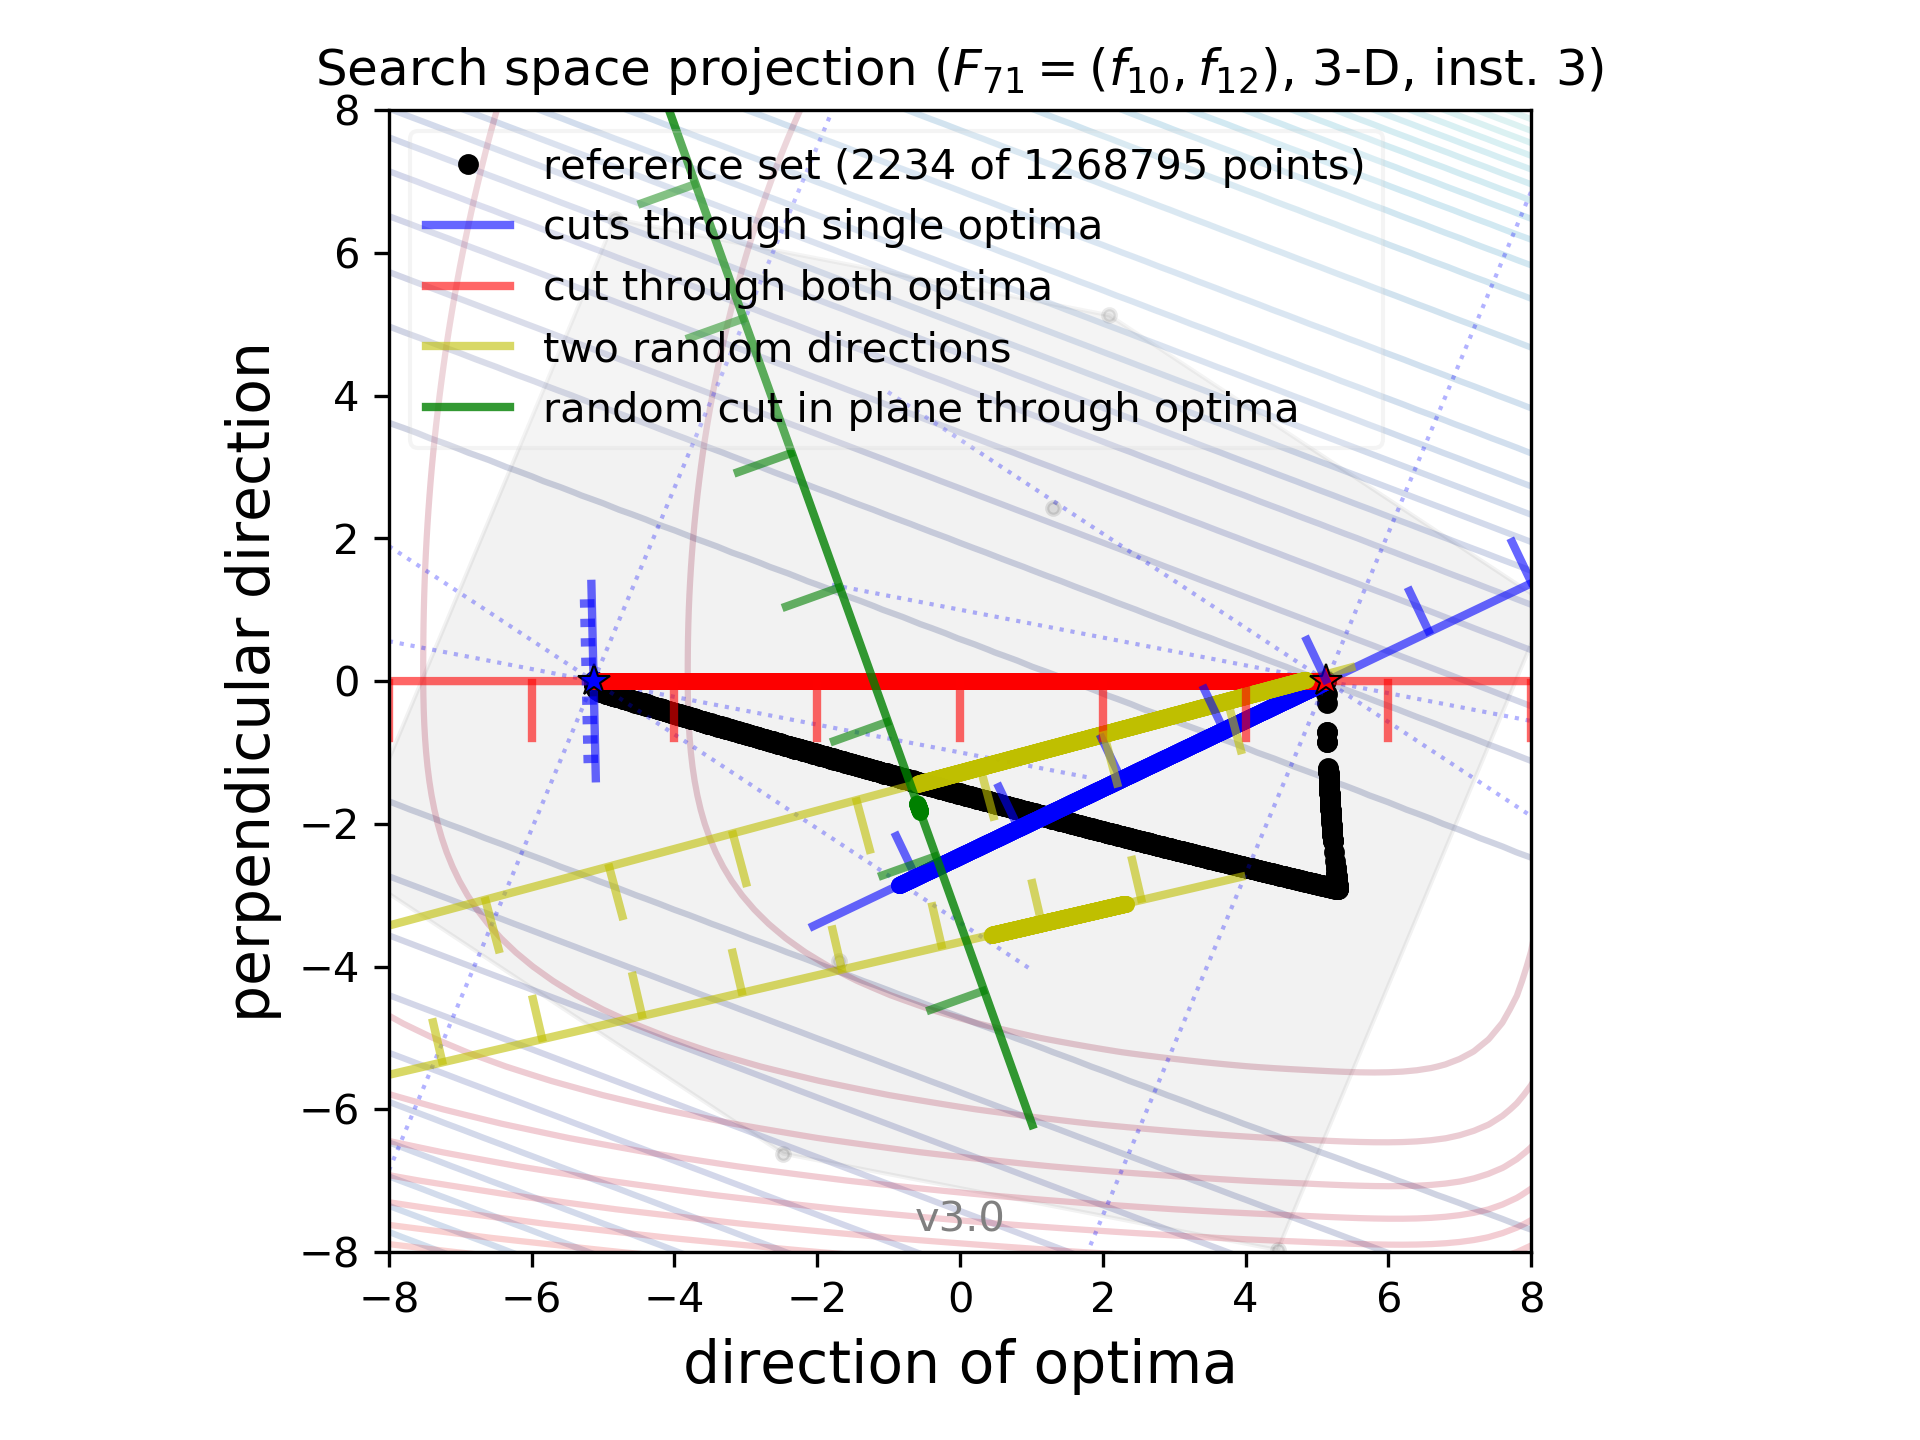 Search space projection (F₇₁ = (f₁₀, f₁₂), 3-D, inst. 3)
reference set (2234 of 1268795 points)
cuts through single optima
cut through both optima
two random directions
random cut in plane through optima
perpendicular direction
8
6
4
2
0
−2
−4
−6
−8
v3.0
−8 −6 −4 −2 0 2 4 6 8
direction of optima